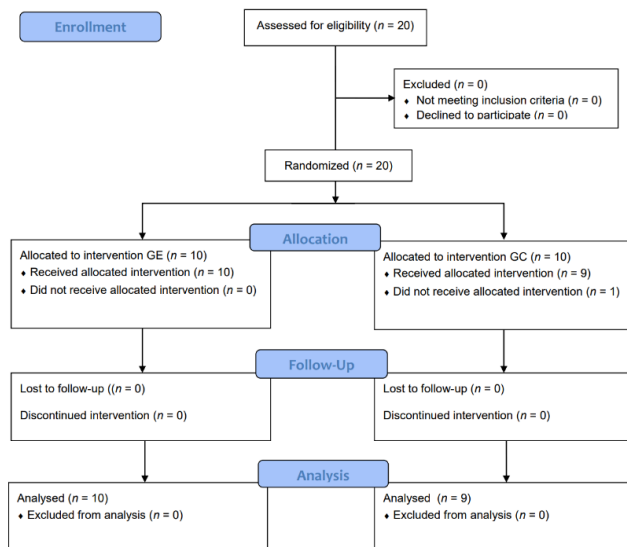 Enrollment
Assessed for eligibility (n = 20)
Excluded (n = 0)
♦ Not meeting inclusion criteria (n = 0)
♦ Declined to participate (n = 0)
Randomized (n = 20)
Allocation
Allocated to intervention GE (n = 10)
♦ Received allocated intervention (n = 10)
♦ Did not receive allocated intervention (n = 0)
Allocated to intervention GC (n = 10)
♦ Received allocated intervention (n = 9)
♦ Did not receive allocated intervention (n = 1)
Follow-Up
Lost to follow-up ((n = 0)
Discontinued intervention (n = 0)
Lost to follow-up (n = 0)
Discontinued intervention (n = 0)
Analysis
Analysed (n = 10)
♦ Excluded from analysis (n = 0)
Analysed (n = 9)
♦ Excluded from analysis (n = 0)